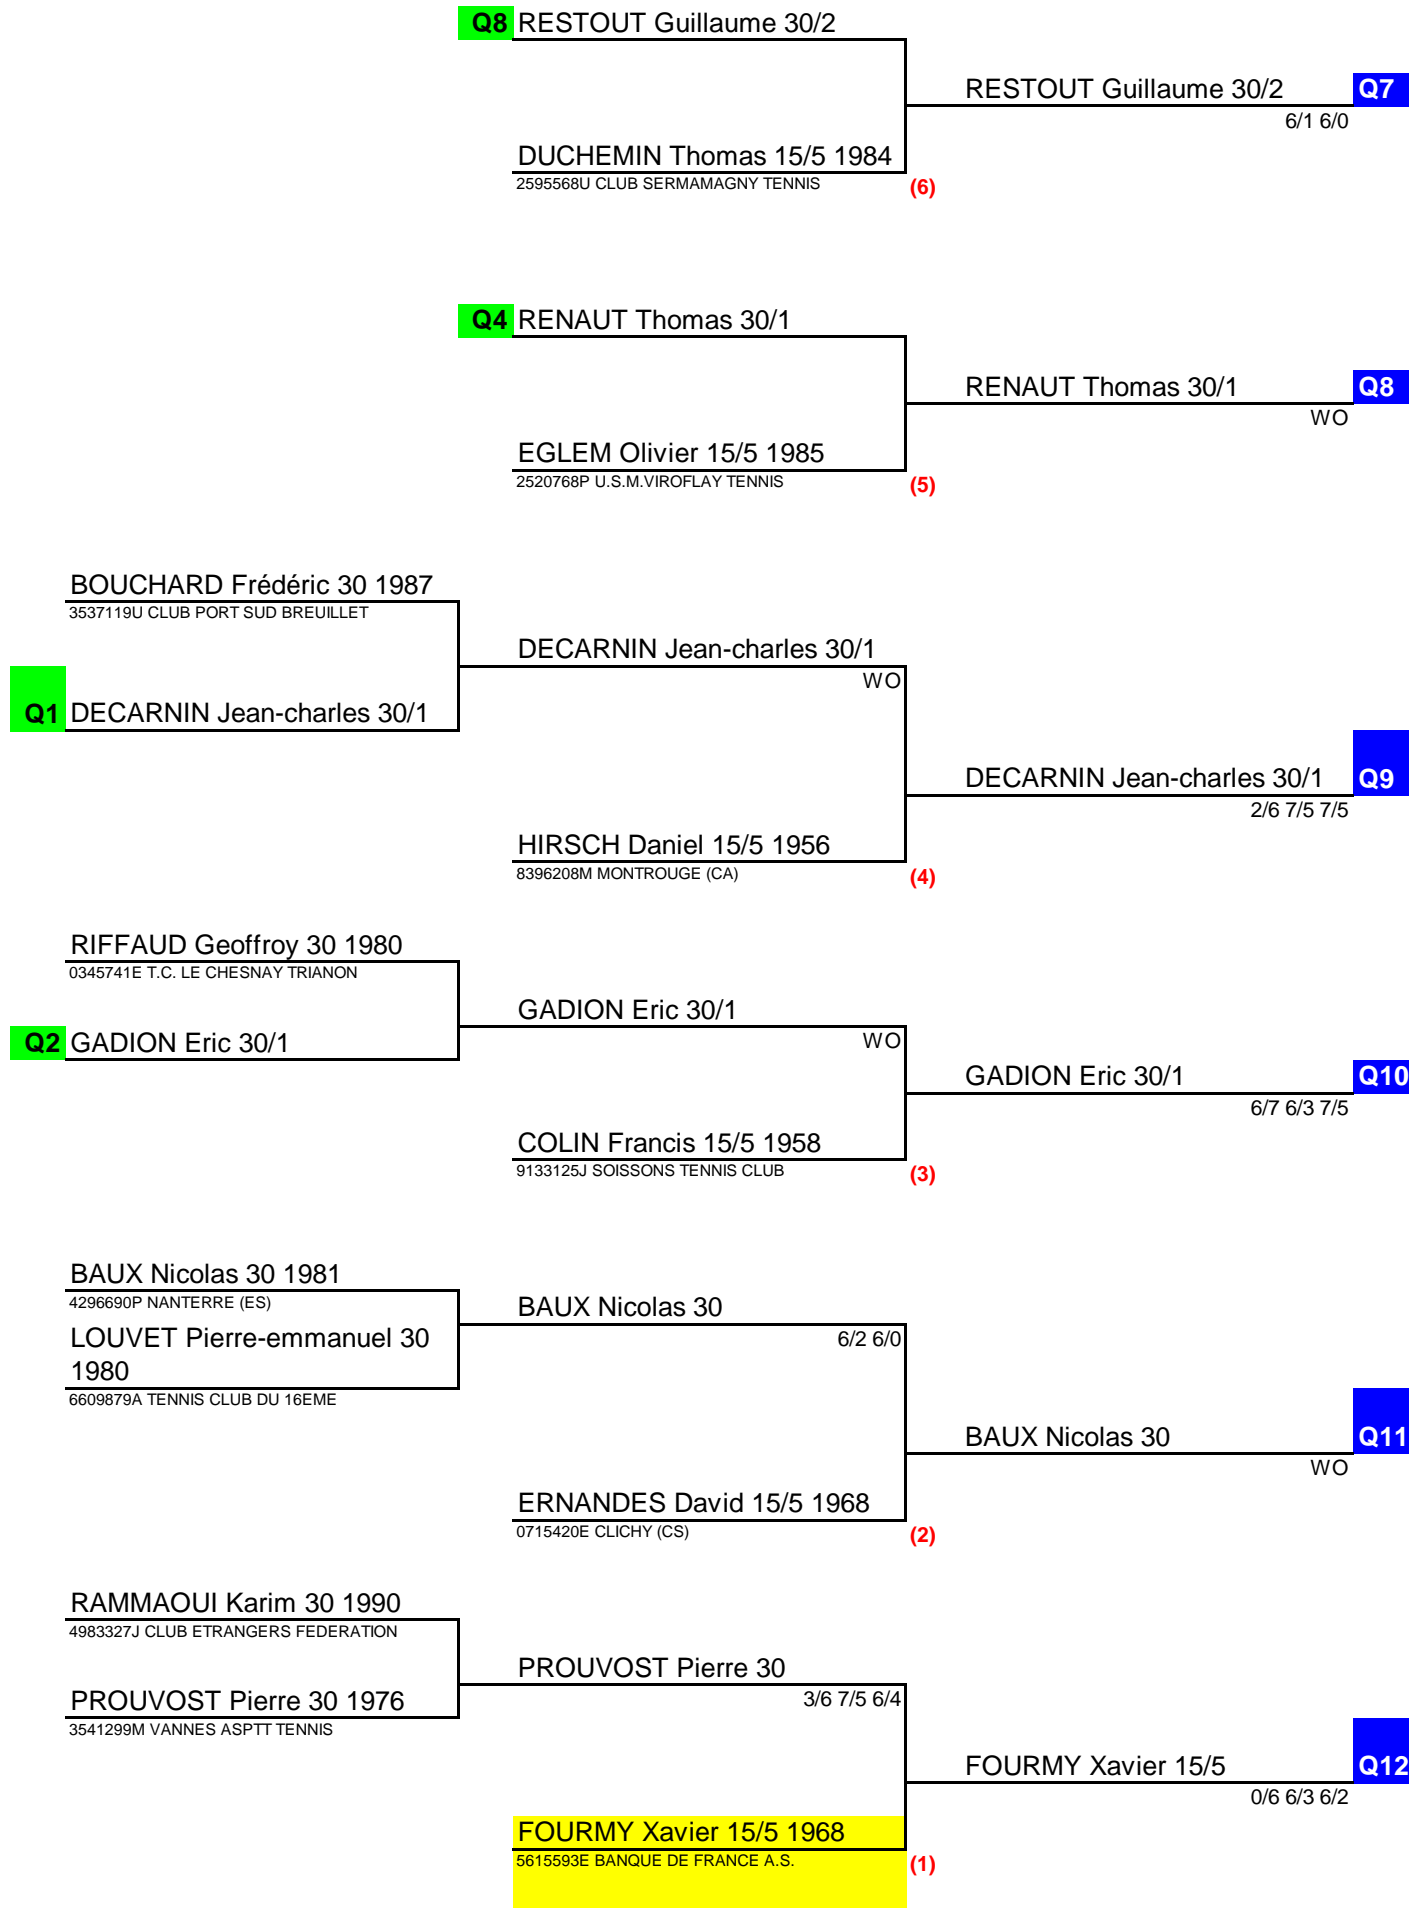 Q8 RESTOUT Guillaume 30/2
RESTOUT Guillaume 30/2 Q7
6/1 6/0
DUCHEMIN Thomas 15/5 1984
2595568U CLUB SERMAMAGNY TENNIS
(6)
Q4 RENAUT Thomas 30/1
RENAUT Thomas 30/1 Q8
WO
EGLEM Olivier 15/5 1985
2520768P U.S.M.VIROFLAY TENNIS
(5)
BOUCHARD Frédéric 30 1987
3537119U CLUB PORT SUD BREUILLET
DECARNIN Jean-charles 30/1
WO
Q1 DECARNIN Jean-charles 30/1
DECARNIN Jean-charles 30/1 Q9
2/6 7/5 7/5
HIRSCH Daniel 15/5 1956
8396208M MONTROUGE (CA)
(4)
RIFFAUD Geoffroy 30 1980
0345741E T.C. LE CHESNAY TRIANON
GADION Eric 30/1
WO
Q2 GADION Eric 30/1
GADION Eric 30/1 Q10
6/7 6/3 7/5
COLIN Francis 15/5 1958
9133125J SOISSONS TENNIS CLUB
(3)
BAUX Nicolas 30 1981
4296690P NANTERRE (ES)
BAUX Nicolas 30
6/2 6/0
LOUVET Pierre-emmanuel 30
1980
6609879A TENNIS CLUB DU 16EME
BAUX Nicolas 30 Q11
WO
ERNANDES David 15/5 1968
0715420E CLICHY (CS)
(2)
RAMMAOUI Karim 30 1990
4983327J CLUB ETRANGERS FEDERATION
PROUVOST Pierre 30
3/6 7/5 6/4
PROUVOST Pierre 30 1976
3541299M VANNES ASPTT TENNIS
FOURMY Xavier 15/5 Q12
0/6 6/3 6/2
FOURMY Xavier 15/5 1968
5615593E BANQUE DE FRANCE A.S.
(1)